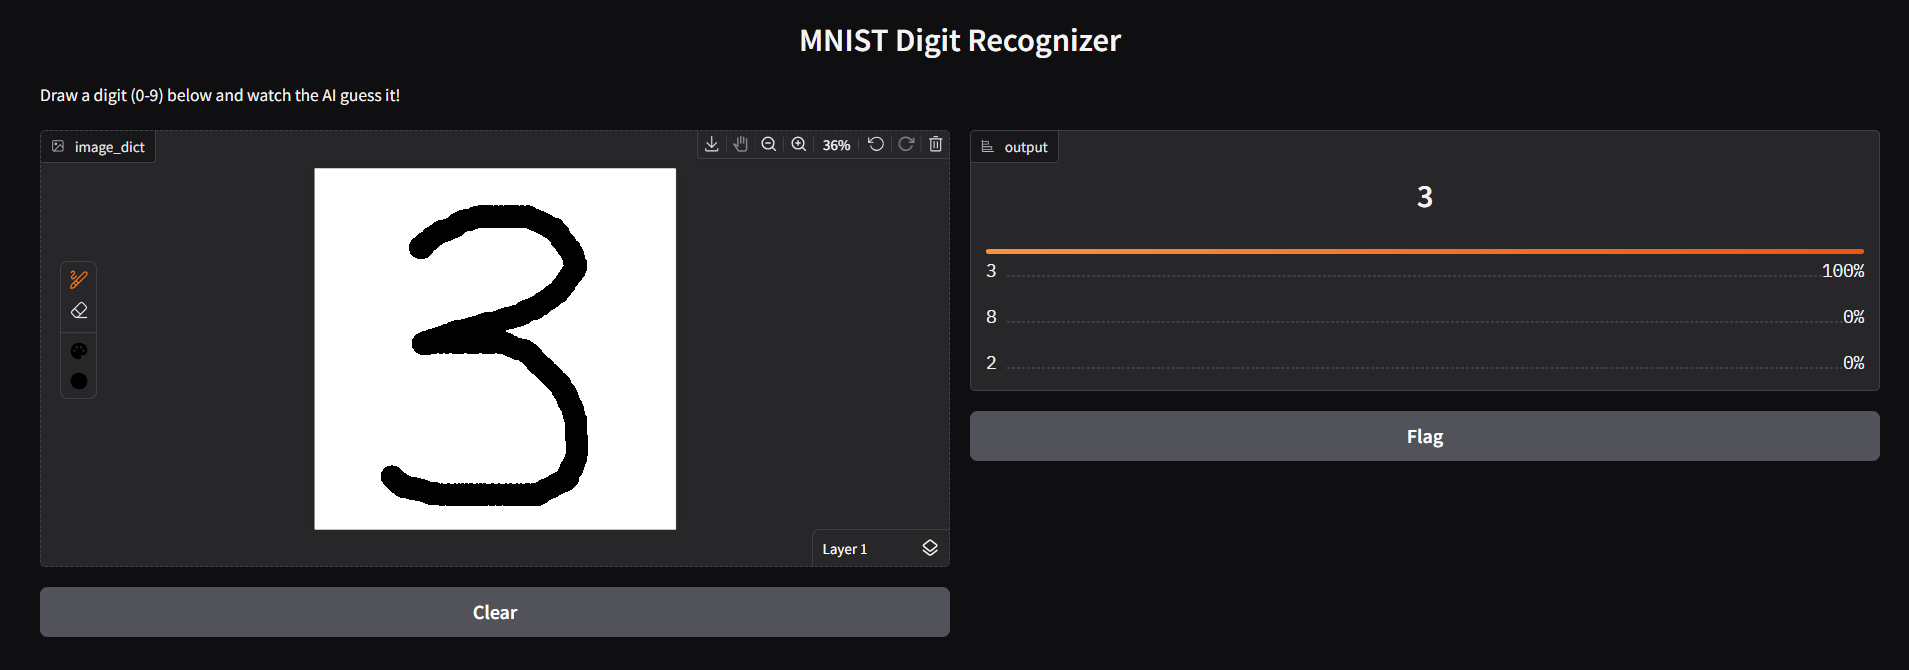 MNIST Digit Recognizer
Draw a digit (0-9) below and watch the AI guess it!
image_dict
36%
3
Layer 1
Clear
output
3
3 100%
8 0%
2 0%
Flag